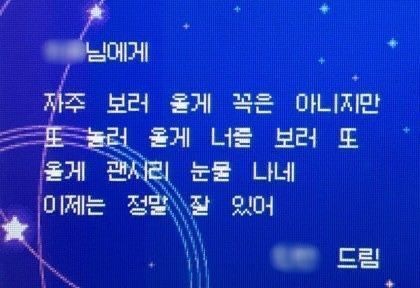 님에게
자주 보러 올게 꼭은 아니지만
또 놀러 올게 너를 보러 또
올게 괜시리 눈물 나네
이제는 정말 잘 있어
드림